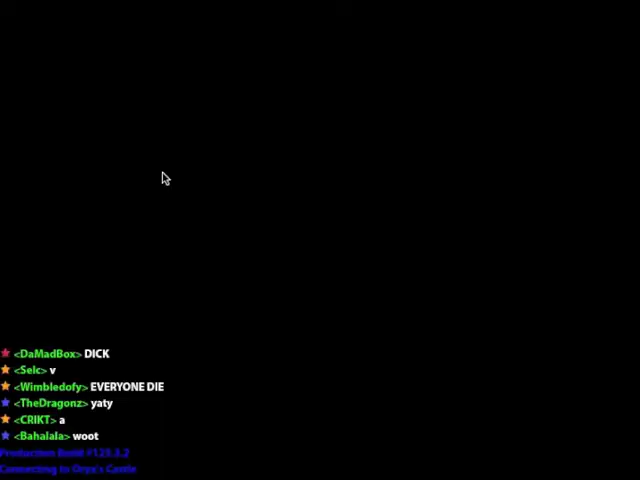 <DaMadBox> DICK
<Selc> v
<Wimbledofy> EVERYONE DIE
<TheDragonz> yaty
<CRIKT> a
<Bahalala> woot
Production Build #123.3.2
Connecting to Oryx's Castle